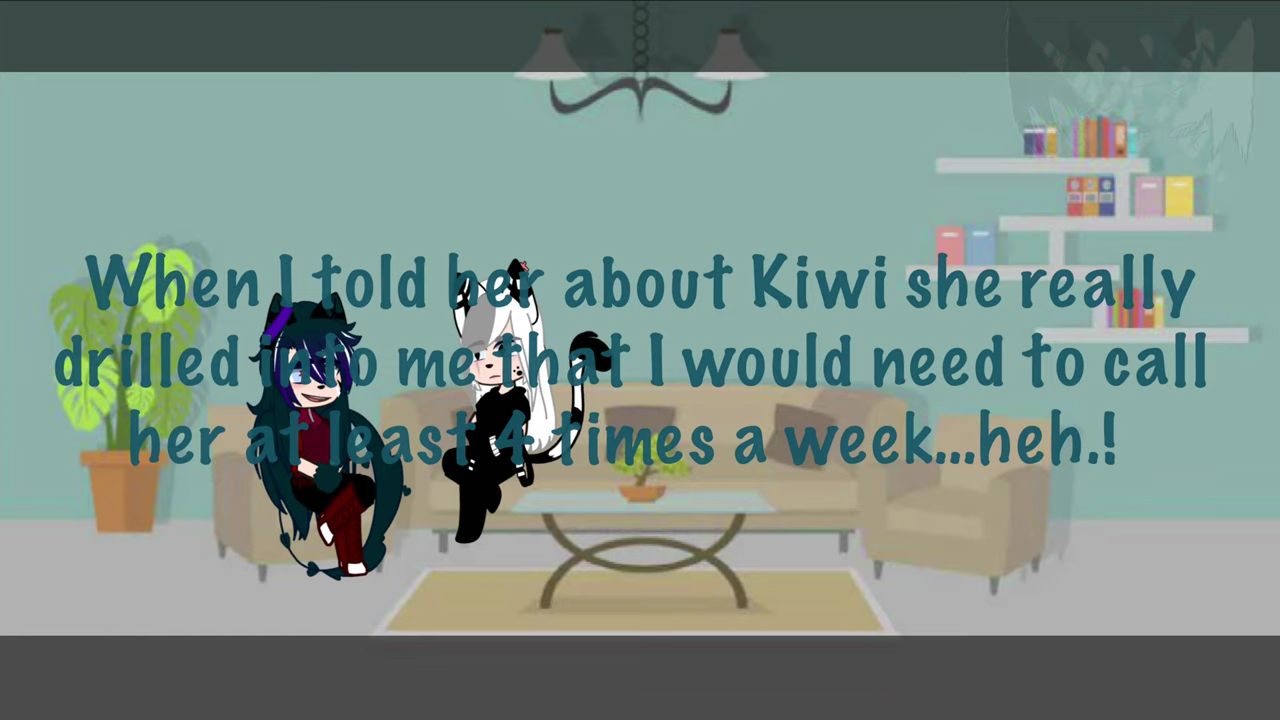 When I told her about Kiwi she really
drilled into me that I would need to call
her at least 4 times a week...heh.!